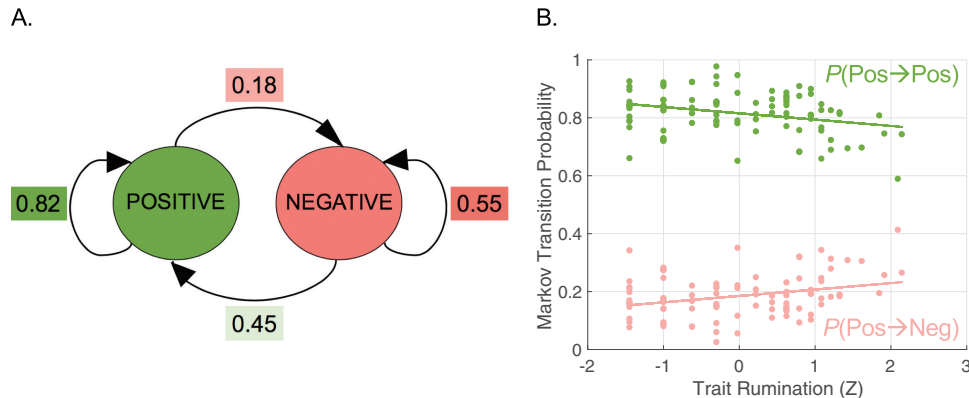 A.
0.18
POSITIVE
NEGATIVE
0.82
0.55
0.45
B.
P(Pos→Pos)
P(Pos→Neg)
Markov Transition Probability
1
0.8
0.6
0.4
0.2
0
-2
-1
0
1
2
3
Trait Rumination (Z)